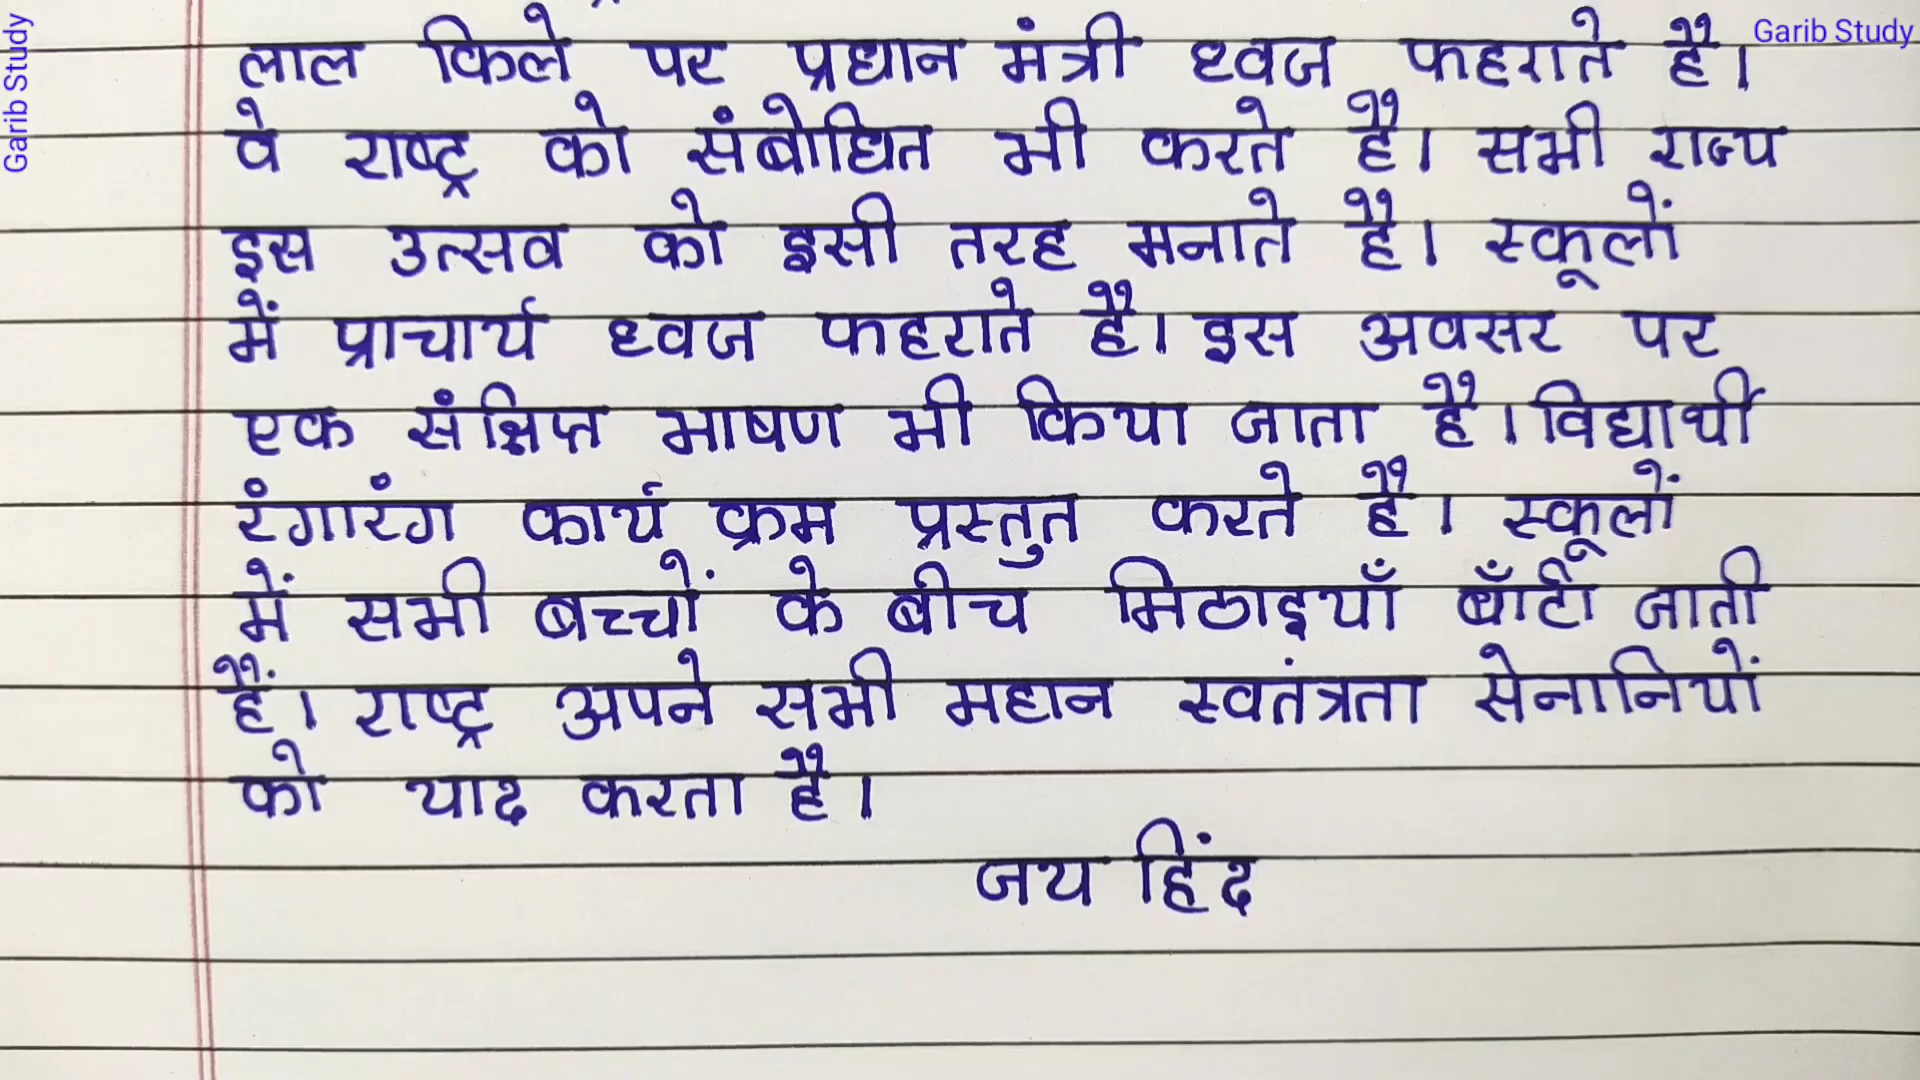 लाल किले पर प्रधान मंत्री ध्वज फहराते है।
वे राष्ट्र को संबोधित भी करते है। सभी राज्य
इस उत्सव को इसी तरह मनाते है। स्कूलों
में प्राचार्य ध्वज फहराते है। इस अवसर पर
एक संक्षिप्त भाषण भी किया जाता है। विद्यार्थी
रंगारंग कार्य क्रम प्रस्तुत करते है। स्कूलों
में सभी बच्चों के बीच मिठाइयाँ बाँटी जाती
हैं। राष्ट्र अपने सभी महान स्वतंत्रता सेनानियों
को याद करता है।
जय हिंद
Garib Study
Garib Study